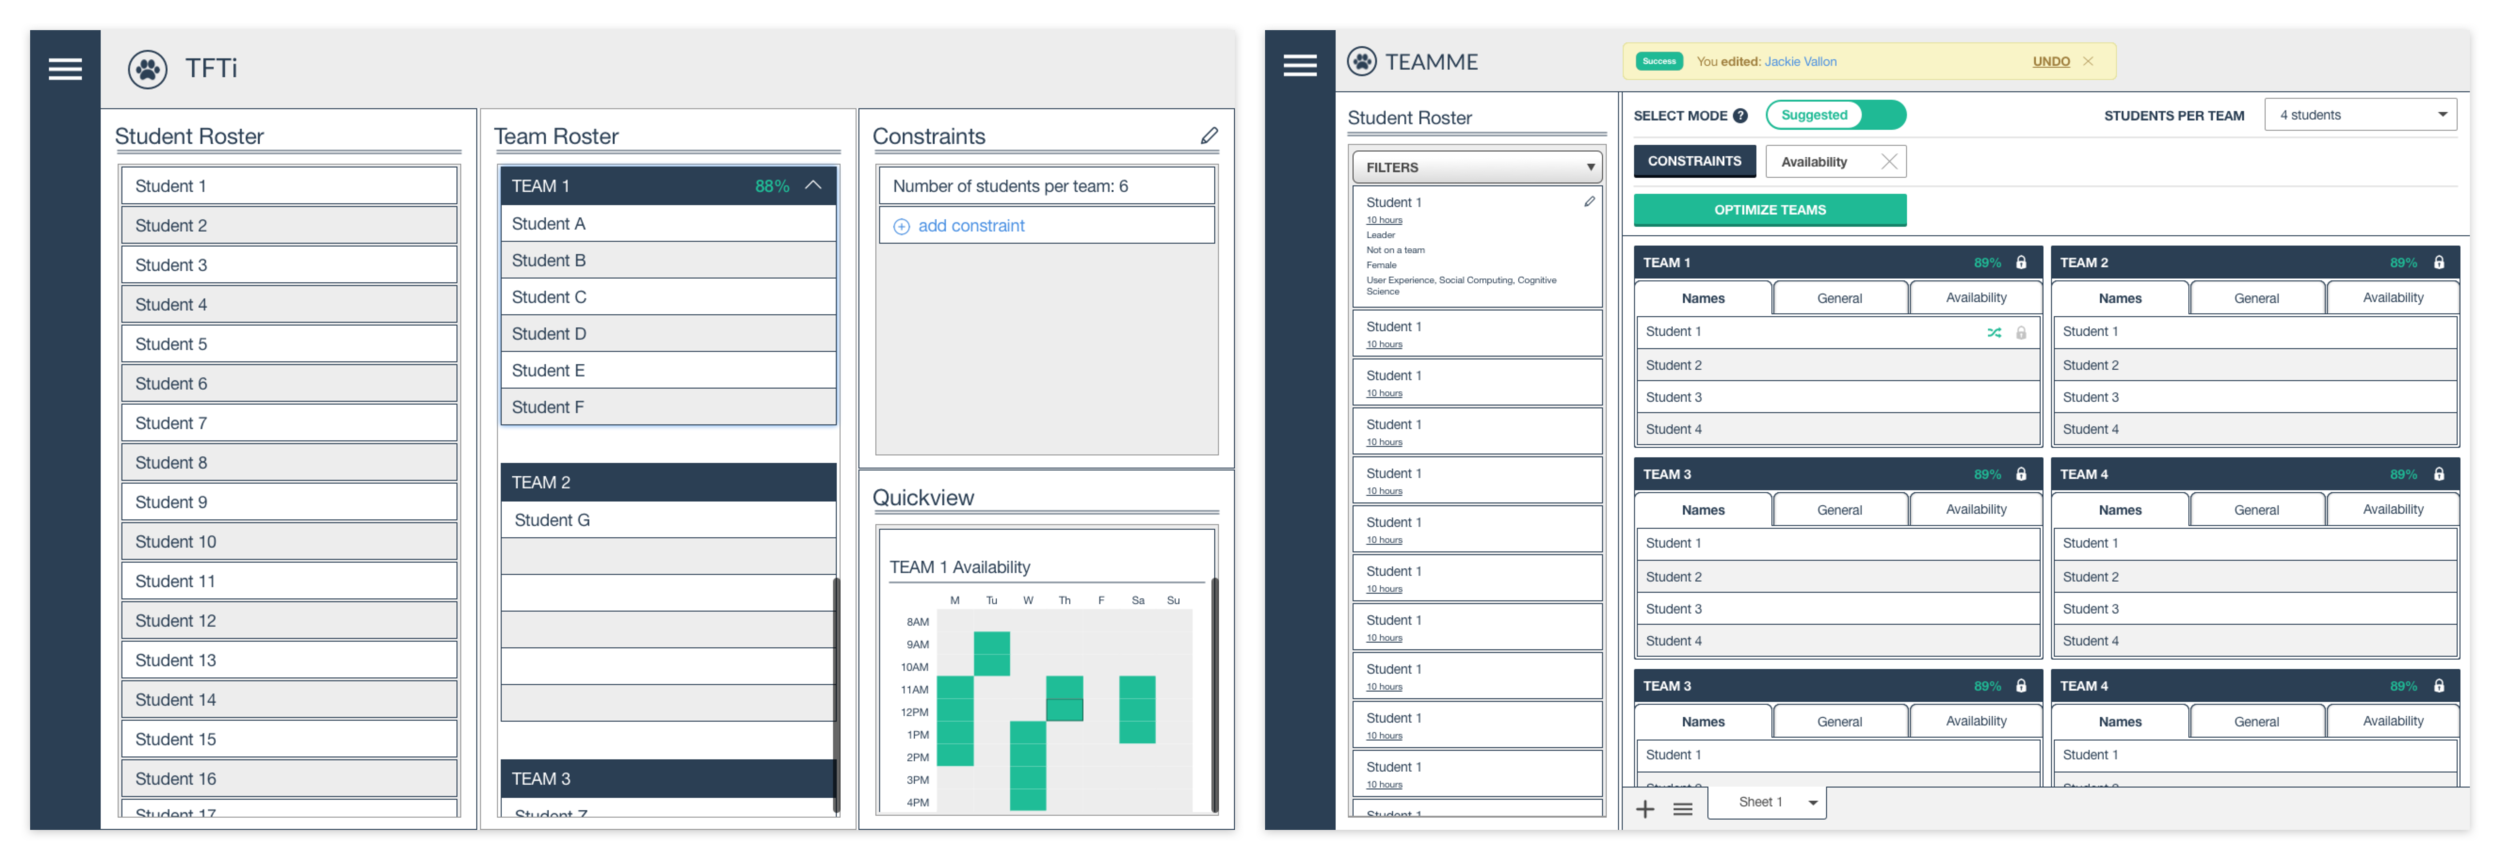 TFTi
Student Roster
Student 1
Student 2
Student 3
Student 4
Student 5
Student 6
Student 7
Student 8
Student 9
Student 10
Student 11
Student 12
Student 13
Student 14
Student 15
Student 16
Student 17
Team Roster
TEAM 1 88%
Student A
Student B
Student C
Student D
Student E
Student F
TEAM 2
Student G
TEAM 3
Student Z
Constraints
Number of students per team: 6
add constraint
Quickview
TEAM 1 Availability
M Tu W Th F Sa Su
8AM
9AM
10AM
11AM
12PM
1PM
2PM
3PM
4PM
TEAMME
Success You edited: Jackie Vallon UNDO
Student Roster
FILTERS
Student 1
10 hours
Leader
Not on a team
Female
User Experience, Social Computing, Cognitive
Science
Student 1
10 hours
Student 1
10 hours
Student 1
10 hours
Student 1
10 hours
Student 1
10 hours
Student 1
10 hours
Student 1
10 hours
Student 1
10 hours
Student 1
10 hours
Student 1
10 hours
Student 1
SELECT MODE ? Suggested STUDENTS PER TEAM 4 students
CONSTRAINTS Availability
OPTIMIZE TEAMS
TEAM 1 89%
Names General Availability
Student 1
Student 2
Student 3
Student 4
TEAM 2 89%
Names General Availability
Student 1
Student 2
Student 3
Student 4
TEAM 3 89%
Names General Availability
Student 1
Student 2
Student 3
Student 4
TEAM 4 89%
Names General Availability
Student 1
Student 2
Student 3
Student 4
TEAM 3 89%
Names General Availability
Student 1
Student 2
TEAM 4 89%
Names General Availability
Student 1
Student 2
Sheet 1